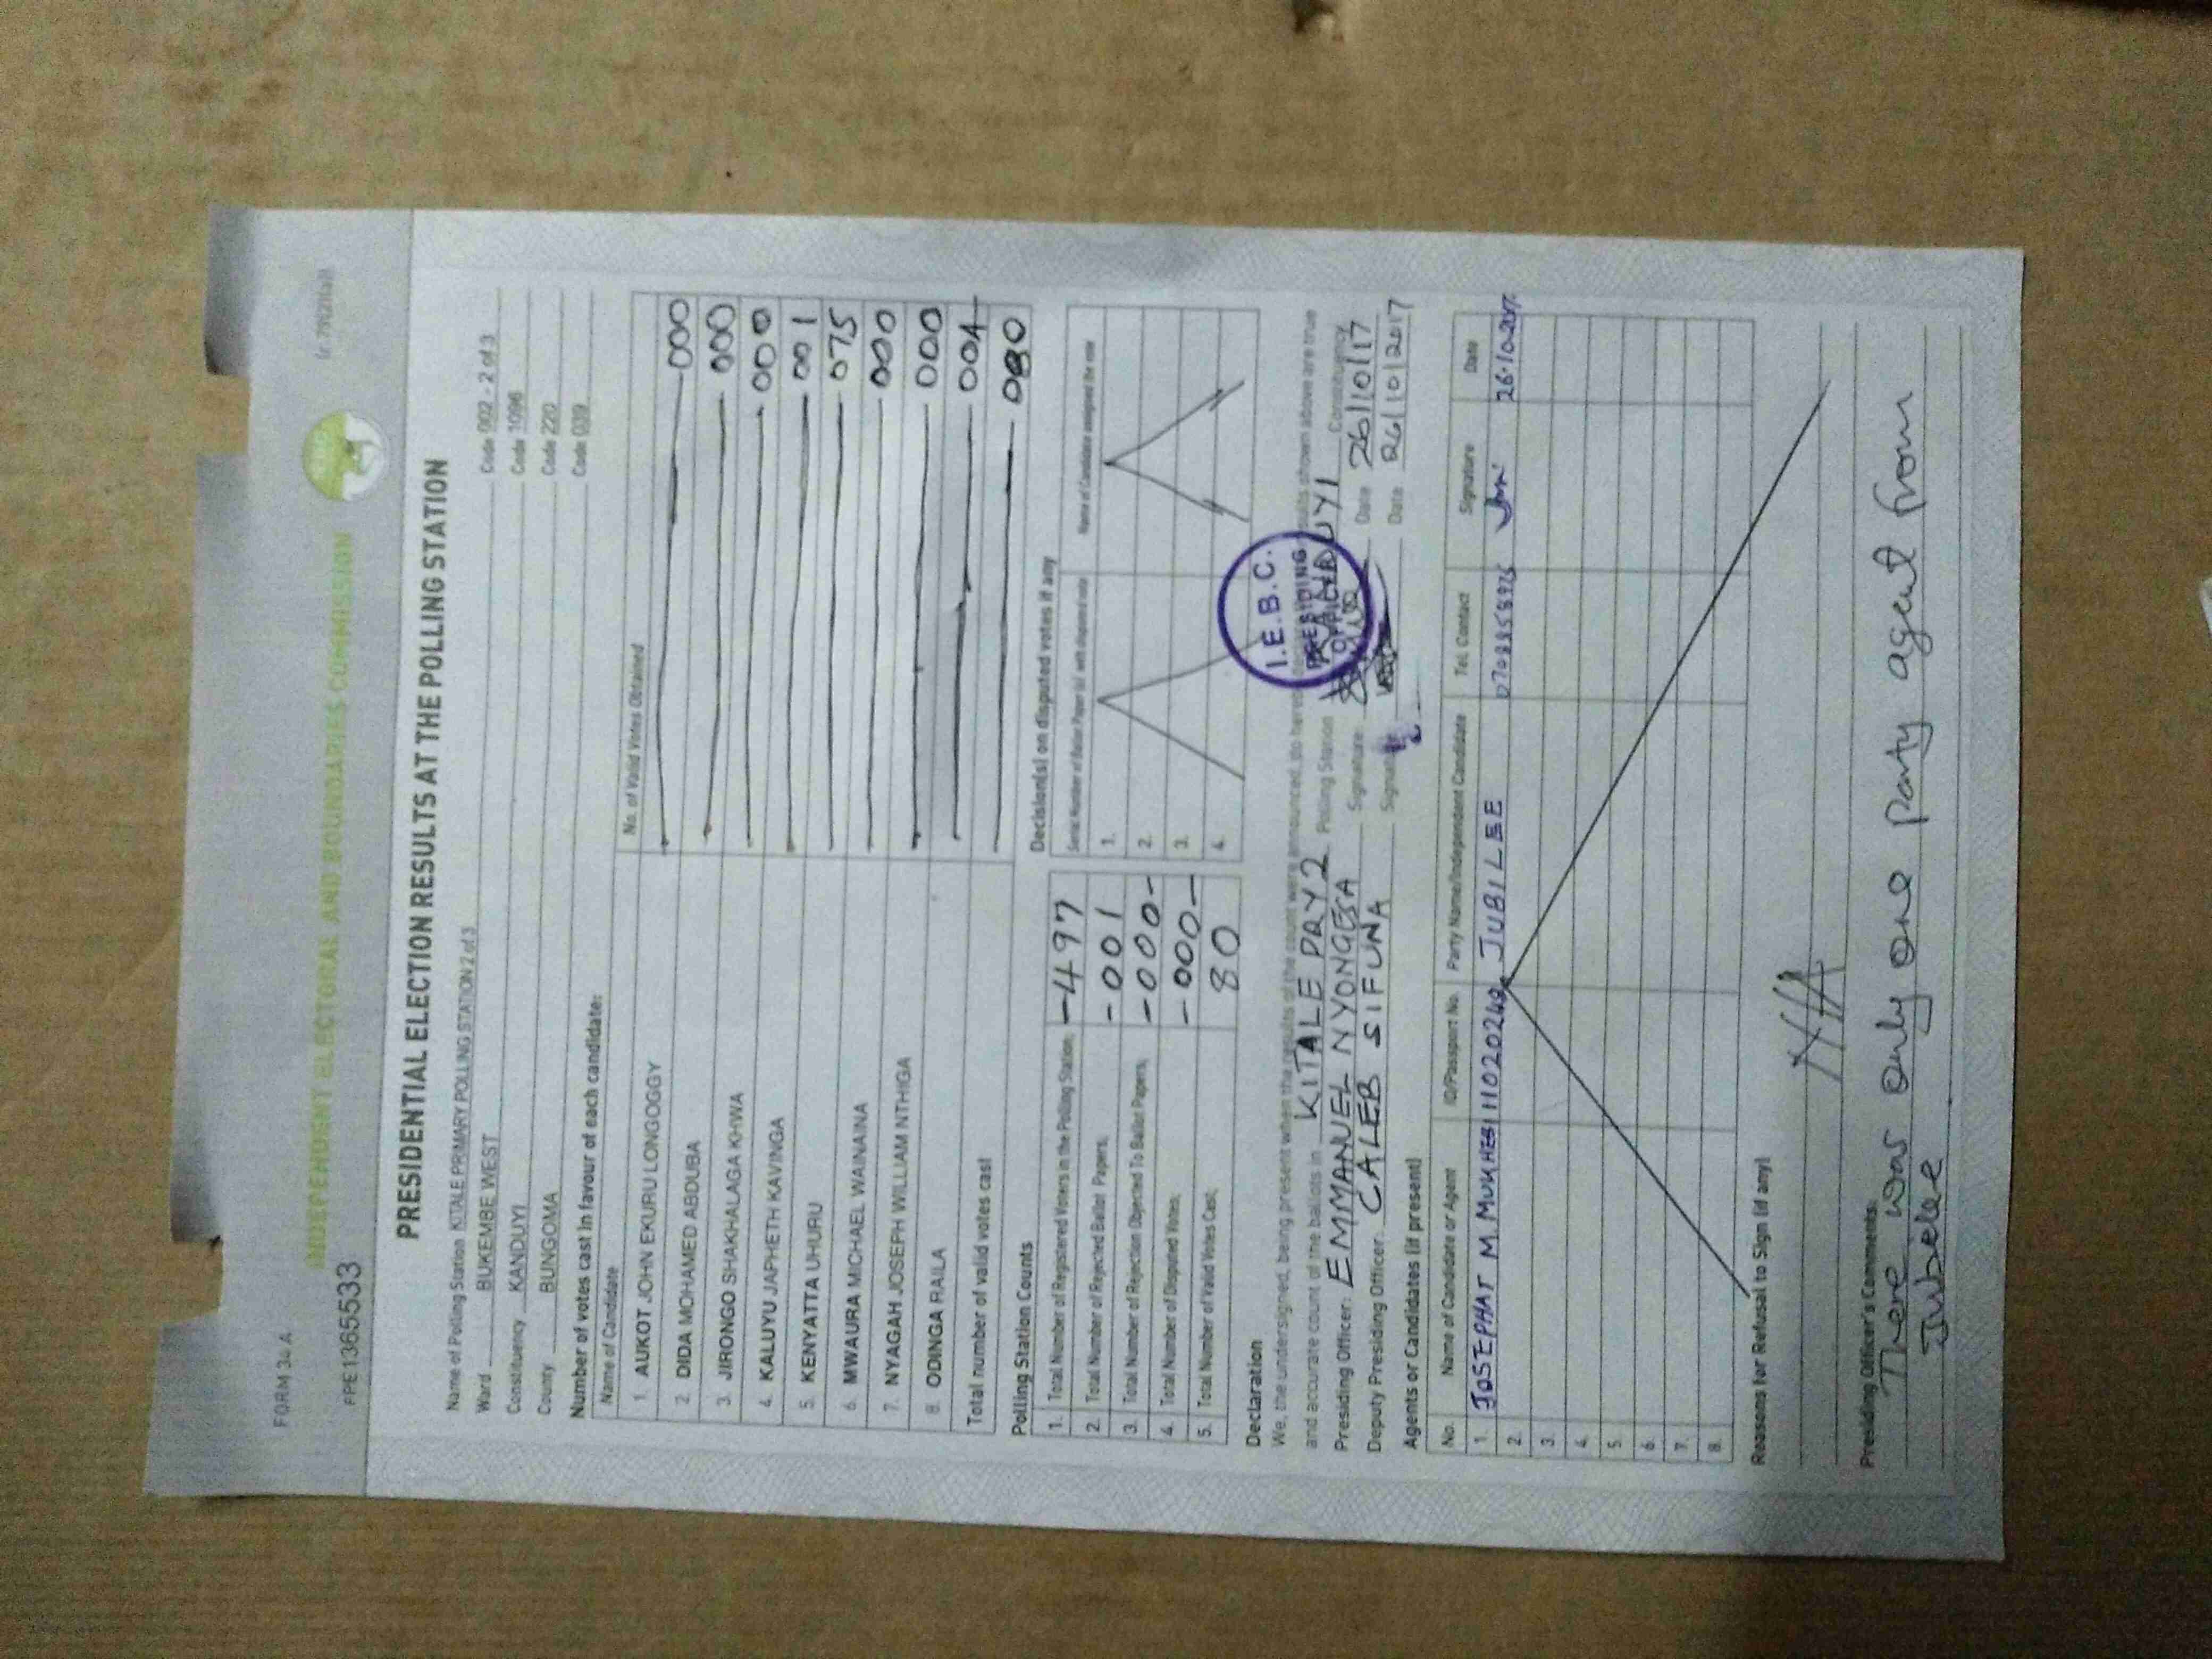 FORM 34 A
INDEPENDENT ELECTORAL AND BOUNDARIES COMMISSION
PPE1365533
PRESIDENTIAL ELECTION RESULTS AT THE POLLING STATION
Name of Polling Station KITALE PRIMARY POLLING STATION 2 of 3 Code 002 - 2 of 3
Ward BUKEMBE WEST Code 1096
Constituency KANDUYI Code 220
County BUNGOMA Code 039
Number of votes cast in favour of each candidate:
Name of Candidate No. of Valid Votes Obtained
1. AUKOT JOHN EKURU LONGOGGY 000
2. DIDA MOHAMED ABDUBA 000
3. JIRONGO SHAKHALAGA KHWA 000
4. KALUYU JAPHETH KAVINGA 001
5. KENYATTA UHURU 075
6. MWAURA MICHAEL WAINAINA 000
7. NYAGAH JOSEPH WILLIAM NTHIGA 000
8. ODINGA RAILA 004
Total number of valid votes cast 080
Polling Station Counts
1. Total Number of Registered Voters in the Polling Station; -497
2. Total Number of Rejected Ballot Papers; -001
3. Total Number of Rejection Objected To Ballot Papers; -000-
4. Total Number of Disputed Votes; -000-
5. Total Number of Valid Votes Cast; 80
Decision(s) on disputed votes if any
Serial Number of Ballot Paper (s) with disputed vote Name of Candidate assigned the vote
1.
2.
3.
4.
Declaration
We, the undersigned, being present when the results of the count were announced, do hereby results shown above are true
and accurate count of the ballots in KITALE PRY 2 Polling Station KANDUYI Constituency
I.E.B.C.
PRESIDING
OFFICER
Presiding Officer: EMMANUEL NYONGESA Signature: Date 26/10/17
Deputy Presiding Officer: CALEB SIFUNA Signature Date 26/10/2017
Agents or Candidates (if present)
No. Name of Candidate or Agent ID/Passport No. Party Name/Independent Candidate Tel. Contact Signature Date
1. JOSEPHAT M. MUKHEBI JUBILEE 26.10.2017
2.
3.
4.
5.
6.
7.
8.
Reasons for Refusal to Sign (if any)
Presiding Officer's Comments:
There was only one party agent from
Jubilee